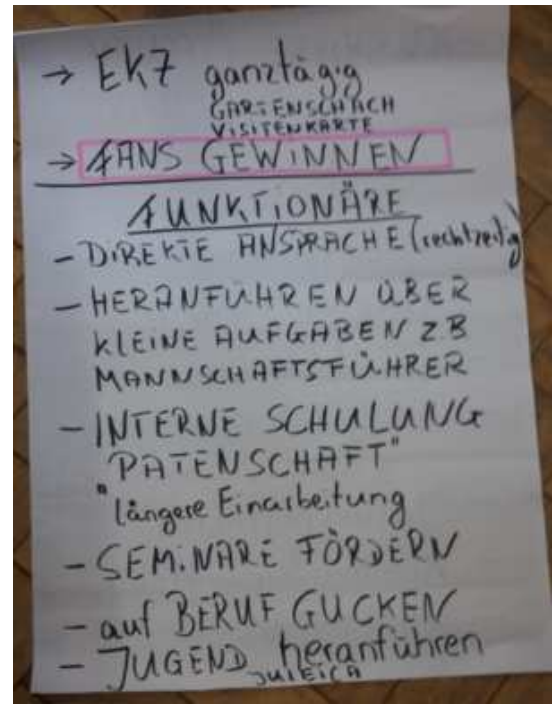 → EKZ ganztägig
GARTENSCHACH
VISITENKARTE
→ FANS GEWINNEN
FUNKTIONÄRE
- DIREKTE ANSPRACHE (rechtzeitig)
- HERANFÜHREN ÜBER
KLEINE AUFGABEN ZB
MANNSCHAFTSFÜHRER
- INTERNE SCHULUNG
"PATENSCHAFT"
"längere Einarbeitung
- SEMINARE FÖRDERN
- auf BERUF GUCKEN
- JUGEND heranführen
JULEICA